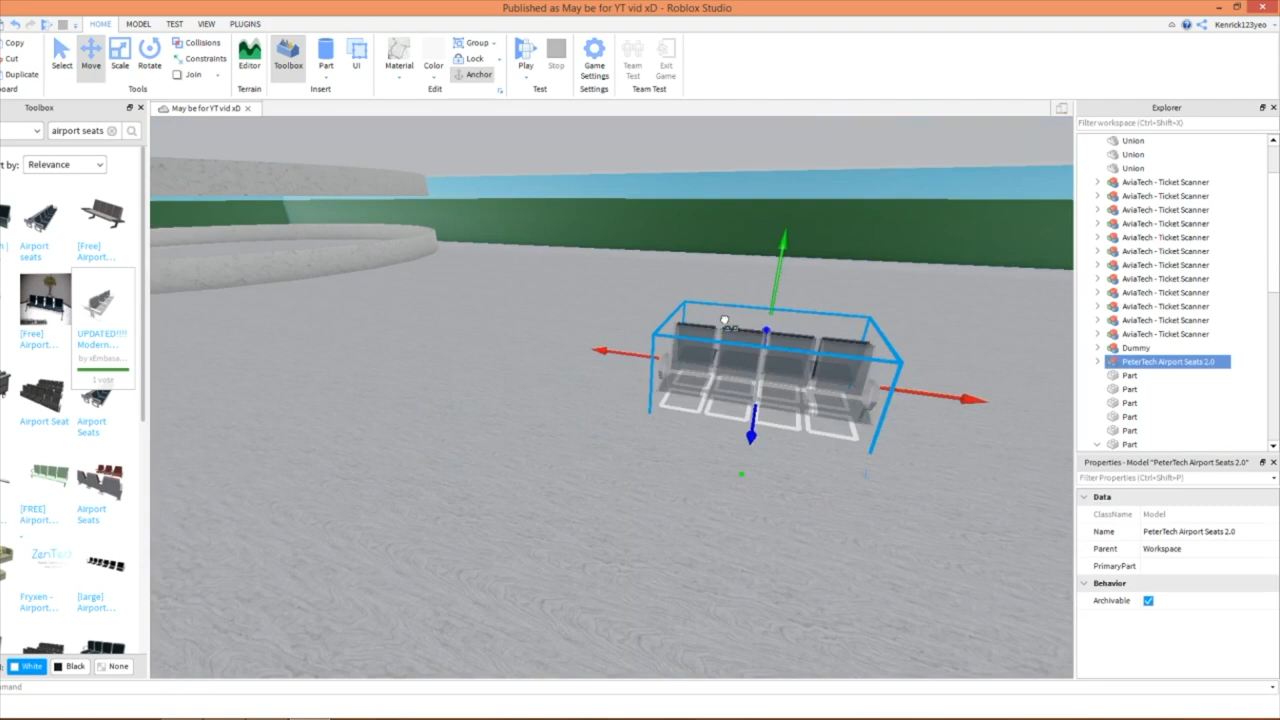 Published as May be for YT vid xD - Roblox Studio
HOME MODEL TEST VIEW PLUGINS
Kenrick123yeo
Copy
Cut
Duplicate
Select Move Scale Rotate
Collisions
Constraints
Join
Editor Toolbox Part UI
Material Color
Group
Lock
Anchor
Play Stop
Game Settings
Team Test
Exit Game
Tools Terrain Insert Edit Test Settings Team Test
Toolbox
May be for YT vid xD
Explorer
airport seats
Filter workspace (Ctrl+Shift+X)
Relevance
Airport seats
[Free] Airport...
[Free] Airport...
UPDATED!!!! Modern...
by xEmbasa...
1 vote
Airport Seat
Airport Seats
[FREE] Airport...
Airport Seats
ZenTech
Fryxen - Airport...
[large] Airport...
White Black None
Union
Union
Union
AviaTech - Ticket Scanner
AviaTech - Ticket Scanner
AviaTech - Ticket Scanner
AviaTech - Ticket Scanner
AviaTech - Ticket Scanner
AviaTech - Ticket Scanner
AviaTech - Ticket Scanner
AviaTech - Ticket Scanner
AviaTech - Ticket Scanner
AviaTech - Ticket Scanner
AviaTech - Ticket Scanner
AviaTech - Ticket Scanner
Dummy
PeterTech Airport Seats 2.0
Part
Part
Part
Part
Part
Part
Properties - Model "PeterTech Airport Seats 2.0"
Filter Properties (Ctrl+Shift+P)
Data
ClassName Model
Name PeterTech Airport Seats 2.0
Parent Workspace
PrimaryPart
Behavior
Archivable